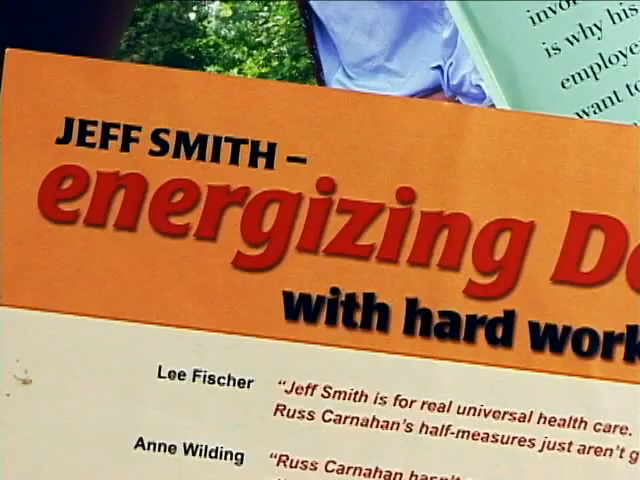 is why his
employe
want to
JEFF SMITH –
energizing De
with hard work
Lee Fischer
"Jeff Smith is for real universal health care.
Russ Carnahan's half-measures just aren't g
Anne Wilding
"Russ Carnahan hasn't